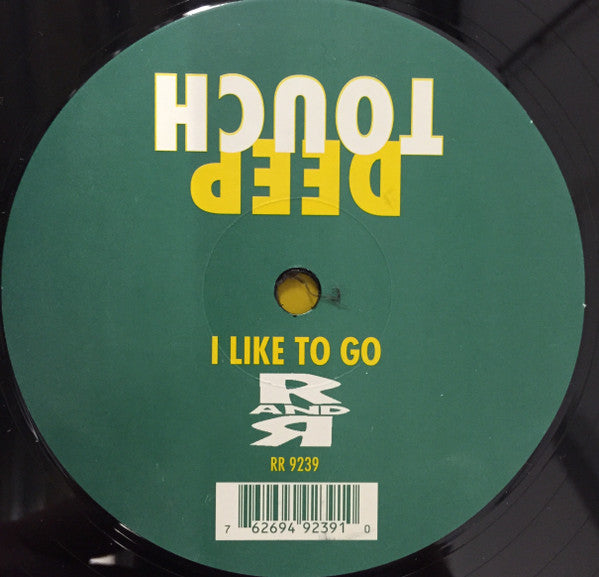 DEEP
TOUCH
I LIKE TO GO
R
AND
R
RR 9239
7 62694 92391 0